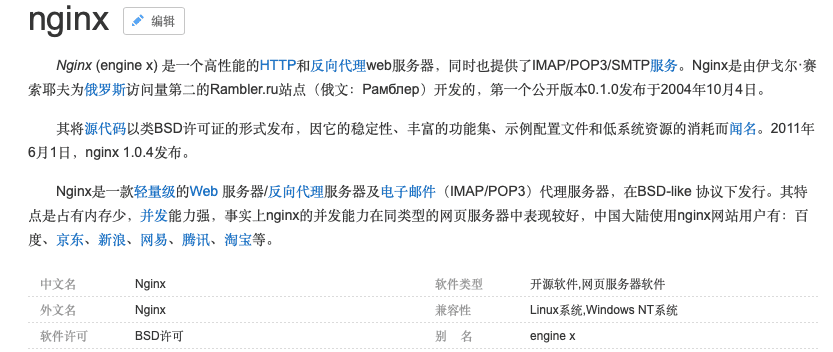 nginx 编辑
Nginx (engine x) 是一个高性能的HTTP和反向代理web服务器，同时也提供了IMAP/POP3/SMTP服务。Nginx是由伊戈尔·赛
索耶夫为俄罗斯访问量第二的Rambler.ru站点（俄文：Рамблер）开发的，第一个公开版本0.1.0发布于2004年10月4日。
其将源代码以类BSD许可证的形式发布，因它的稳定性、丰富的功能集、示例配置文件和低系统资源的消耗而闻名。2011年
6月1日，nginx 1.0.4发布。
Nginx是一款轻量级的Web 服务器/反向代理服务器及电子邮件（IMAP/POP3）代理服务器，在BSD-like 协议下发行。其特
点是占有内存少，并发能力强，事实上nginx的并发能力在同类型的网页服务器中表现较好，中国大陆使用nginx网站用户有：百
度、京东、新浪、网易、腾讯、淘宝等。
中文名 Nginx 软件类型 开源软件,网页服务器软件
外文名 Nginx 兼容性 Linux系统,Windows NT系统
软件许可 BSD许可 别 名 engine x